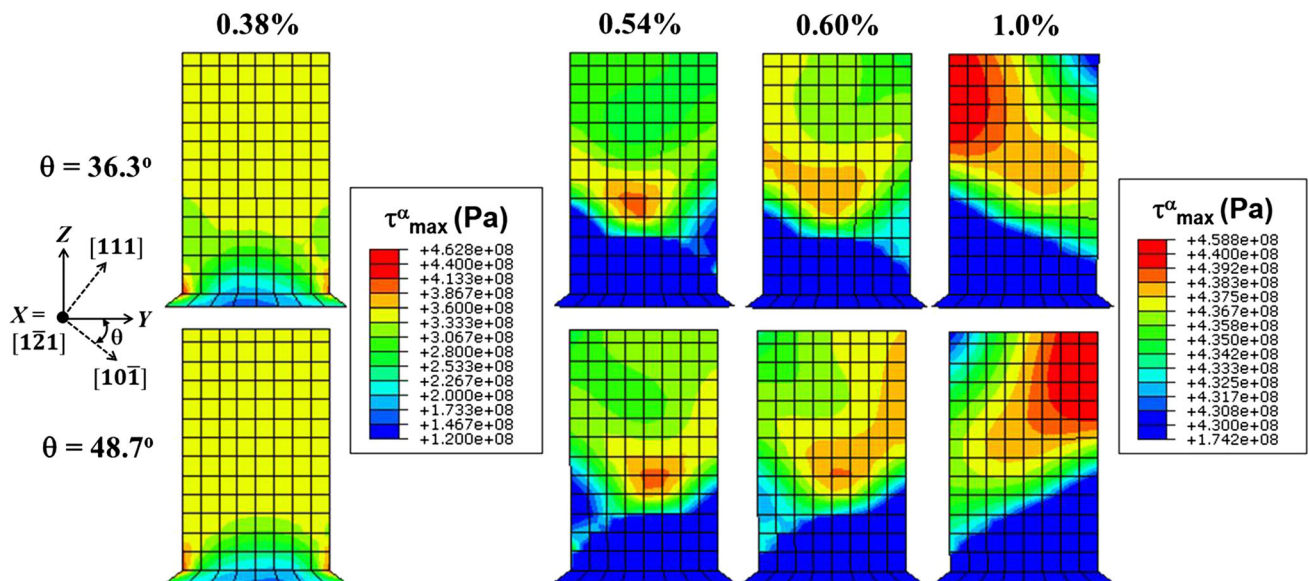 0.38%
0.54%
0.60%
1.0%
θ = 36.3º
Z
[111]
X =
[12̄1]
Y
θ
[101̄]
θ = 48.7º
τᵅmax (Pa)
+4.628e+08
+4.400e+08
+4.133e+08
+3.867e+08
+3.600e+08
+3.333e+08
+3.067e+08
+2.800e+08
+2.533e+08
+2.267e+08
+2.000e+08
+1.733e+08
+1.467e+08
+1.200e+08
τᵅmax (Pa)
+4.588e+08
+4.400e+08
+4.392e+08
+4.383e+08
+4.375e+08
+4.367e+08
+4.358e+08
+4.350e+08
+4.342e+08
+4.333e+08
+4.325e+08
+4.317e+08
+4.308e+08
+4.300e+08
+1.742e+08